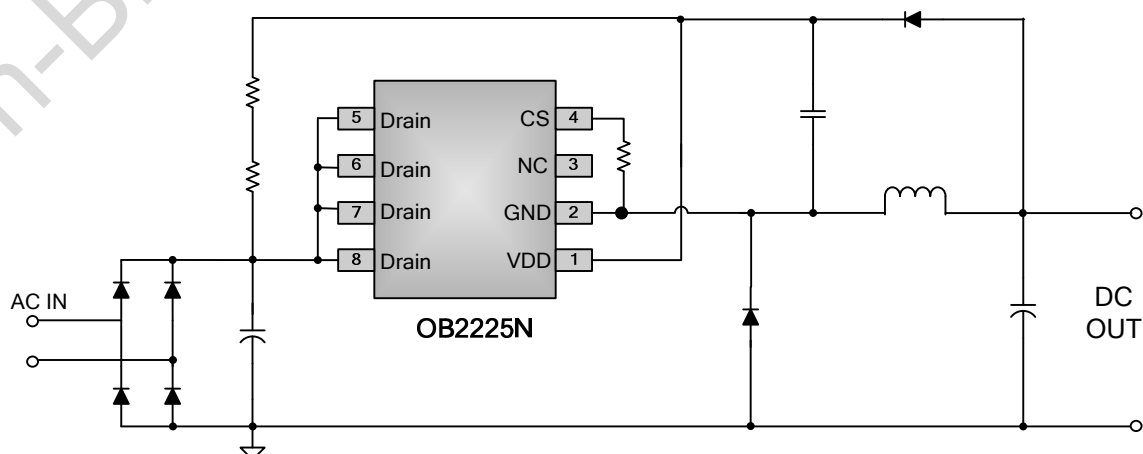 5 Drain CS 4
6 Drain NC 3
7 Drain GND 2
8 Drain VDD 1
AC IN
OB2225N
DC
OUT